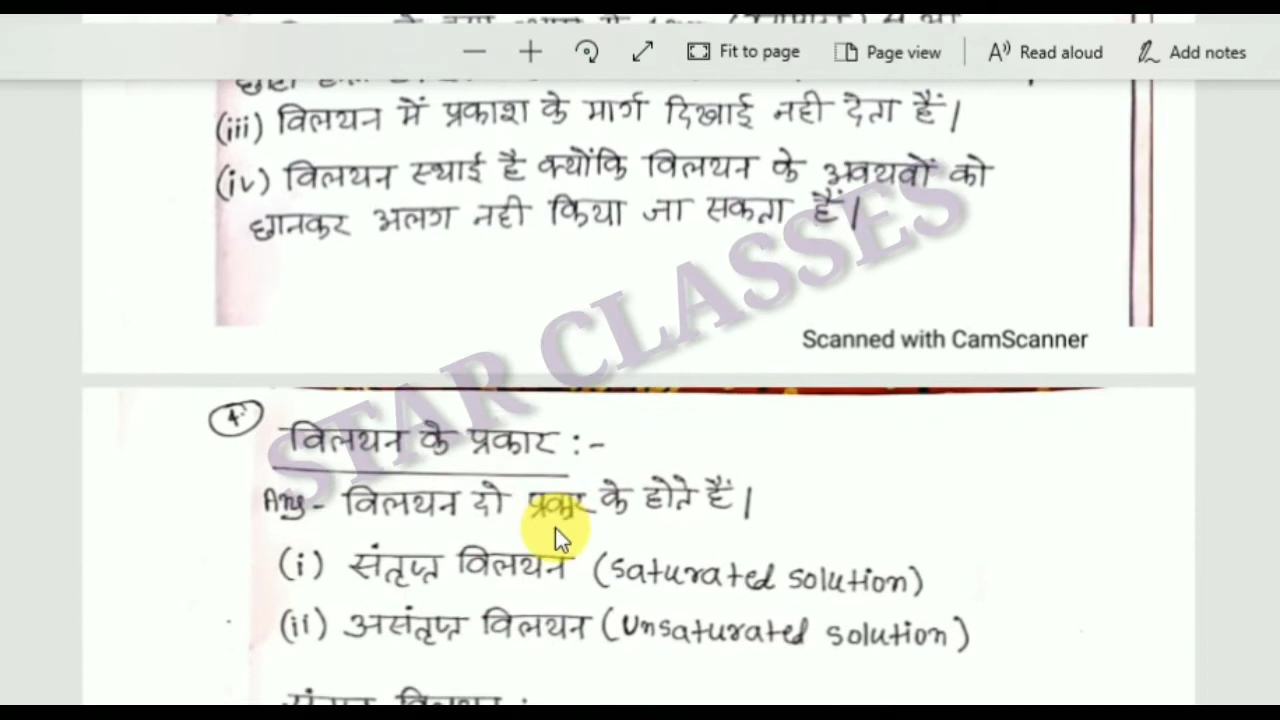 Fit to page
Page view
Read aloud
Add notes
(iii) विलयन में प्रकाश के मार्ग दिखाई नही देता हैं।
(iv) विलयन स्थाई है क्योंकि विलयन के अवयवों को
छानकर अलग नही किया जा सकता हैं।
STAR CLASSES
Scanned with CamScanner
4.
विलयन के प्रकार :-
Ans - विलयन दो प्रकार के होते हैं।
(i) संतृप्त विलयन (Saturated solution)
(ii) असंतृप्त विलयन (Unsaturated solution)